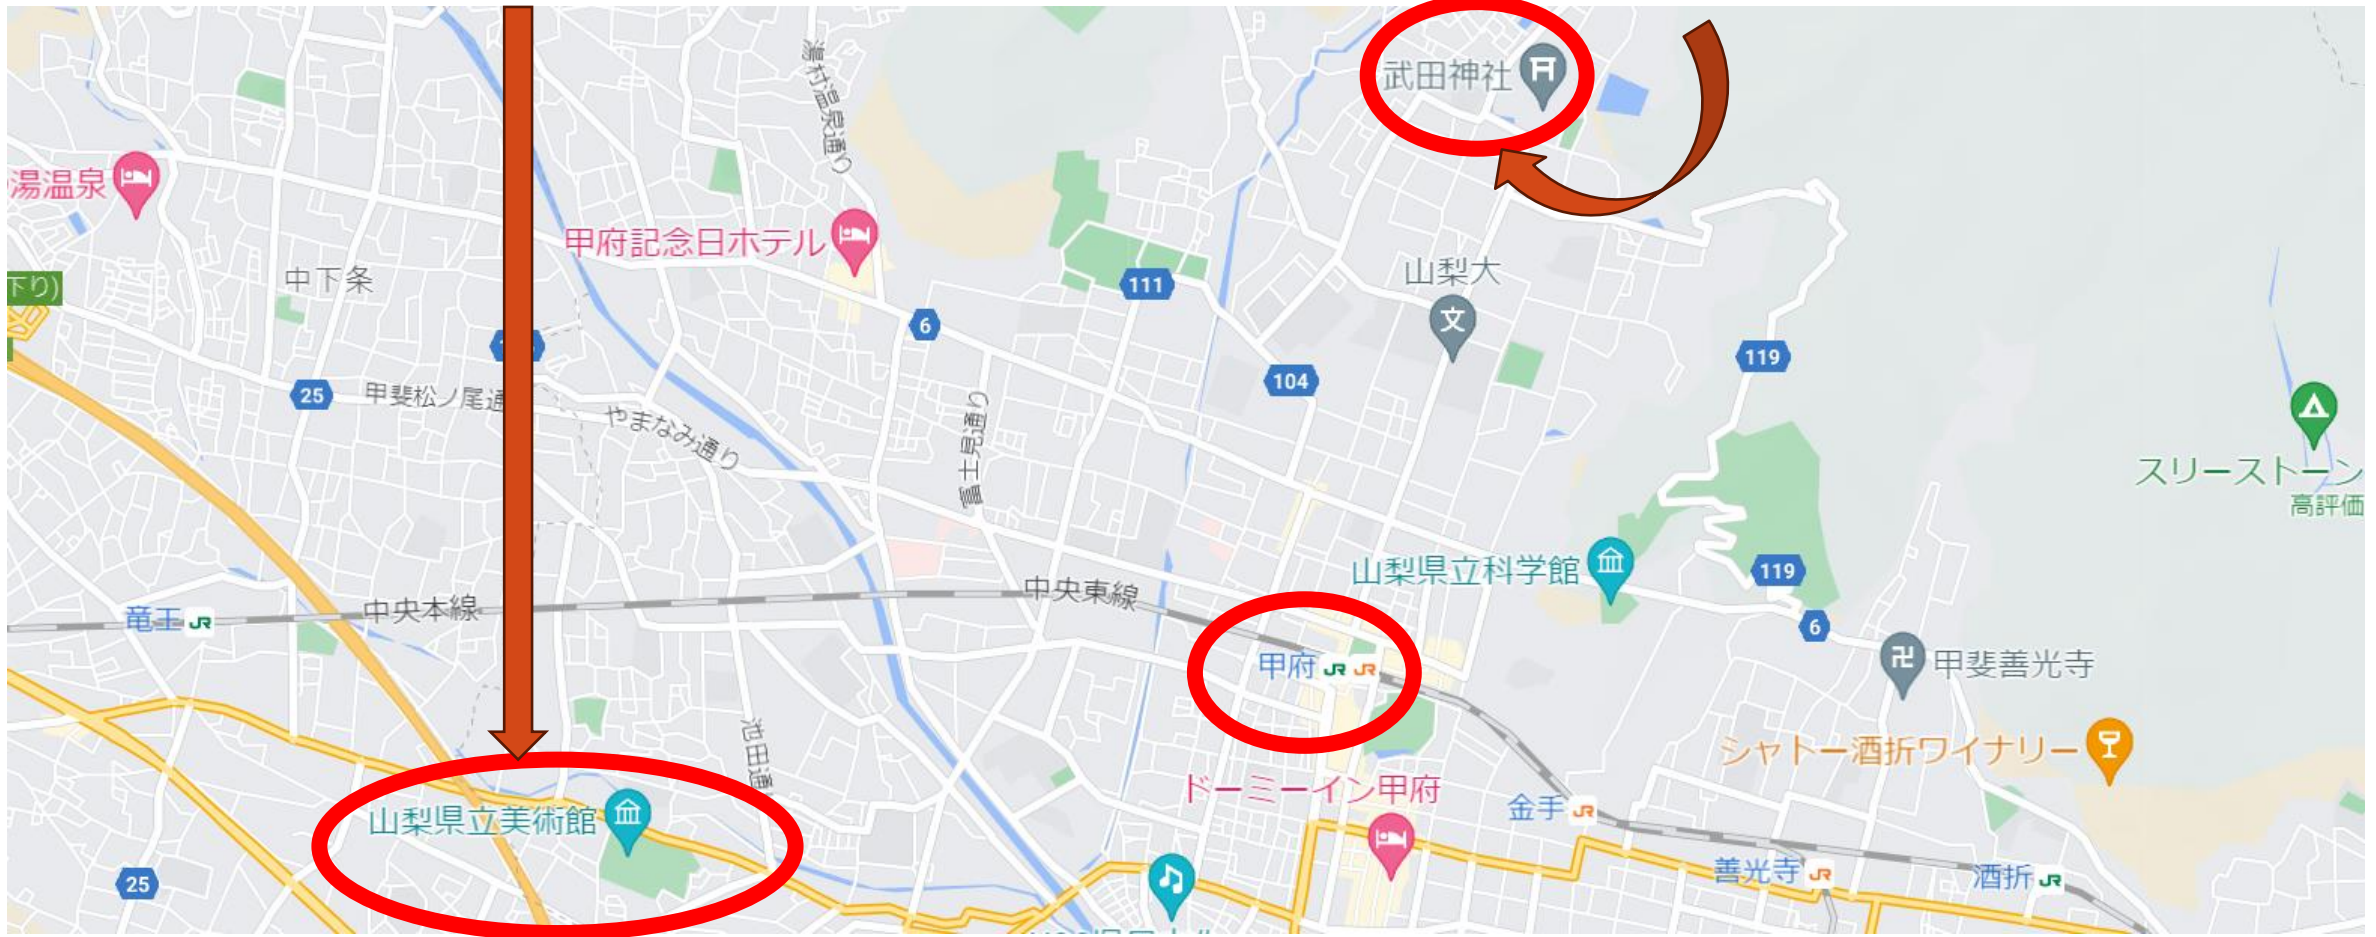 湯村温泉通り
武田神社
湯温泉
甲府記念日ホテル
中下条
下り)
山梨大
111
6
104
119
25
甲斐松ノ尾通
やまなみ通り
富士見通り
スリーストーン
高評価
山梨県立科学館
119
6
中央東線
中央本線
竜王 JR
甲府 JR JR
甲斐善光寺
池田通
シャトー酒折ワイナリー
ドーミーイン甲府
金手 JR
山梨県立美術館
25
善光寺 JR
酒折 JR